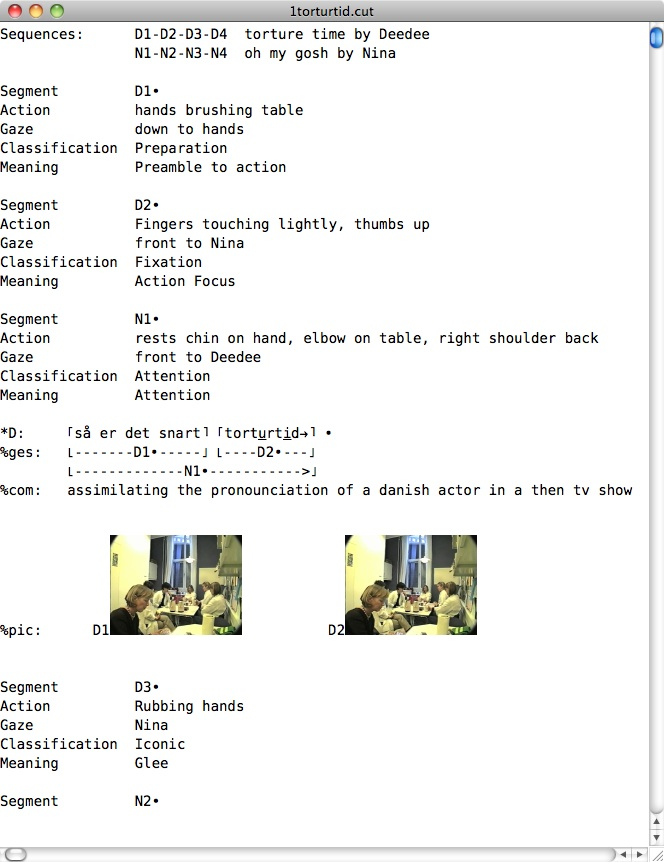 1torturtid.cut
Sequences: D1-D2-D3-D4 torture time by Deedee
N1-N2-N3-N4 oh my gosh by Nina
Segment D1•
Action hands brushing table
Gaze down to hands
Classification Preparation
Meaning Preamble to action
Segment D2•
Action Fingers touching lightly, thumbs up
Gaze front to Nina
Classification Fixation
Meaning Action Focus
Segment N1•
Action rests chin on hand, elbow on table, right shoulder back
Gaze front to Deedee
Classification Attention
Meaning Attention
*D: ⌈så er det snart⌉ ⌈torturtid→⌉ •
%ges: ⌊-------D1•-----⌋ ⌊----D2•---⌋
⌊-------------N1•----------->⌋
%com: assimilating the pronounciation of a danish actor in a then tv show
%pic: D1 D2
Segment D3•
Action Rubbing hands
Gaze Nina
Classification Iconic
Meaning Glee
Segment N2•